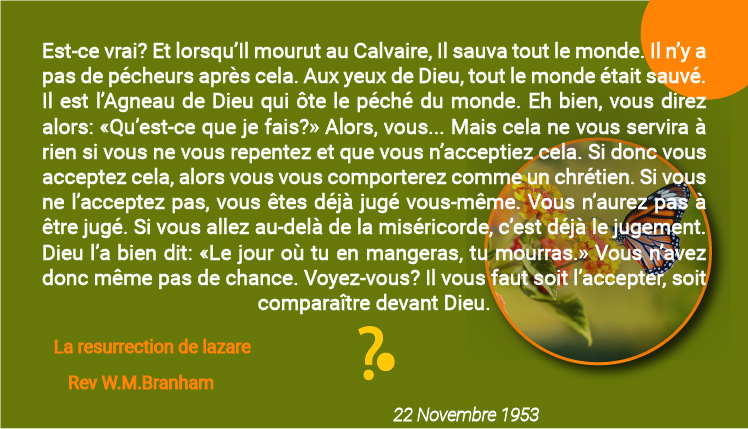 Est-ce vrai? Et lorsqu’Il mourut au Calvaire, Il sauva tout le monde. Il n’y a
pas de pécheurs après cela. Aux yeux de Dieu, tout le monde était sauvé.
Il est l’Agneau de Dieu qui ôte le péché du monde. Eh bien, vous direz
alors: «Qu’est-ce que je fais?» Alors, vous... Mais cela ne vous servira à
rien si vous ne vous repentez et que vous n’acceptiez cela. Si donc vous
acceptez cela, alors vous vous comporterez comme un chrétien. Si vous
ne l’acceptez pas, vous êtes déjà jugé vous-même. Vous n’aurez pas à
être jugé. Si vous allez au-delà de la miséricorde, c’est déjà le jugement.
Dieu l’a bien dit: «Le jour où tu en mangeras, tu mourras.» Vous n’avez
donc même pas de chance. Voyez-vous? Il vous faut soit l’accepter, soit
comparaître devant Dieu.
La resurrection de lazare
?
Rev W.M.Branham
22 Novembre 1953